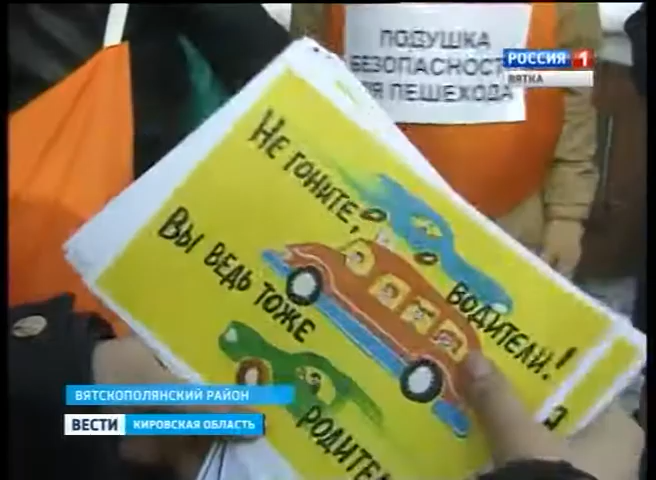 ПОДУШКА
БЕЗОПАСНОСТ
ДЛЯ ПЕШЕХОДА
РОССИЯ 1
ВЯТКА
НЕ ГОНИТЕ,
ВОДИТЕЛИ!
ВЫ ВЕДЬ ТОЖЕ
РОДИТЕЛ
ВЯТСКОПОЛЯНСКИЙ РАЙОН
ВЕСТИ КИРОВСКАЯ ОБЛАСТЬ